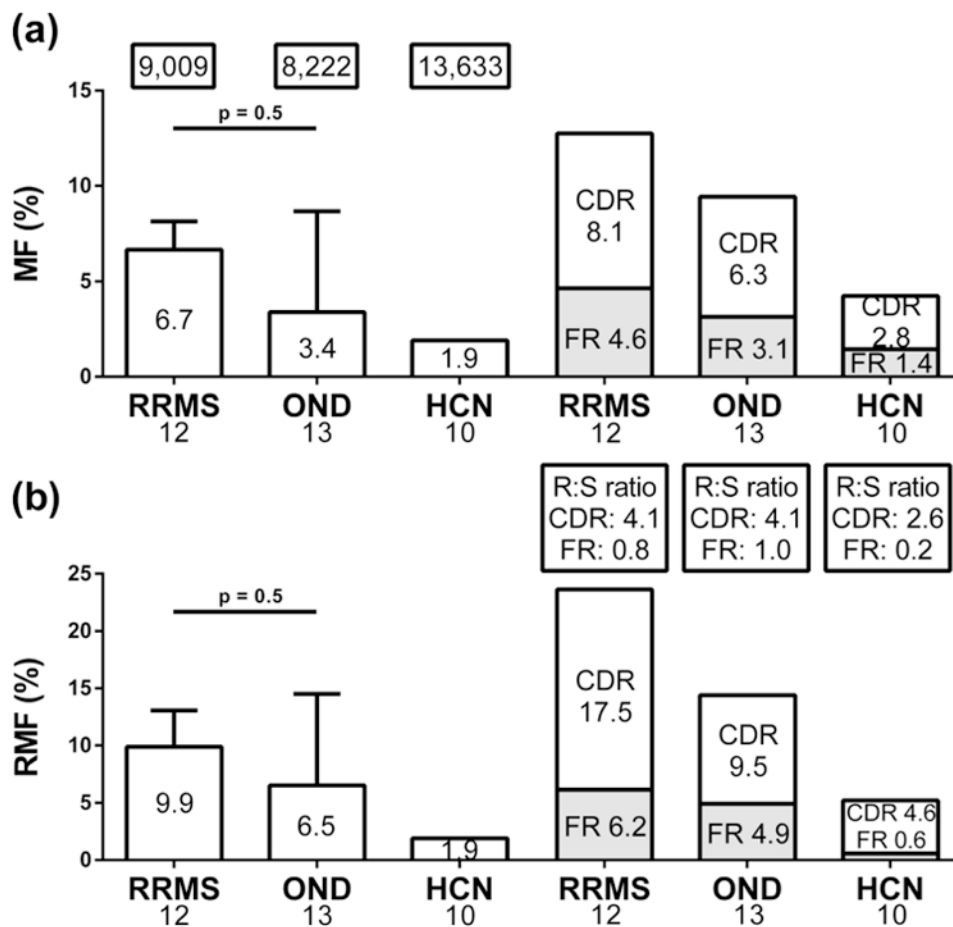 (a)
9,009 8,222 13,633
p = 0.5
MF (%)
15
10
5
0
6.7 3.4 1.9
CDR
8.1
FR 4.6
CDR
6.3
FR 3.1
CDR
2.8
FR 1.4
RRMS OND HCN RRMS OND HCN
12 13 10 12 13 10
(b)
R:S ratio
CDR: 4.1
FR: 0.8
R:S ratio
CDR: 4.1
FR: 1.0
R:S ratio
CDR: 2.6
FR: 0.2
p = 0.5
RMF (%)
25
20
15
10
5
0
9.9 6.5 1.9
CDR
17.5
FR 6.2
CDR
9.5
FR 4.9
CDR 4.6
FR 0.6
RRMS OND HCN RRMS OND HCN
12 13 10 12 13 10